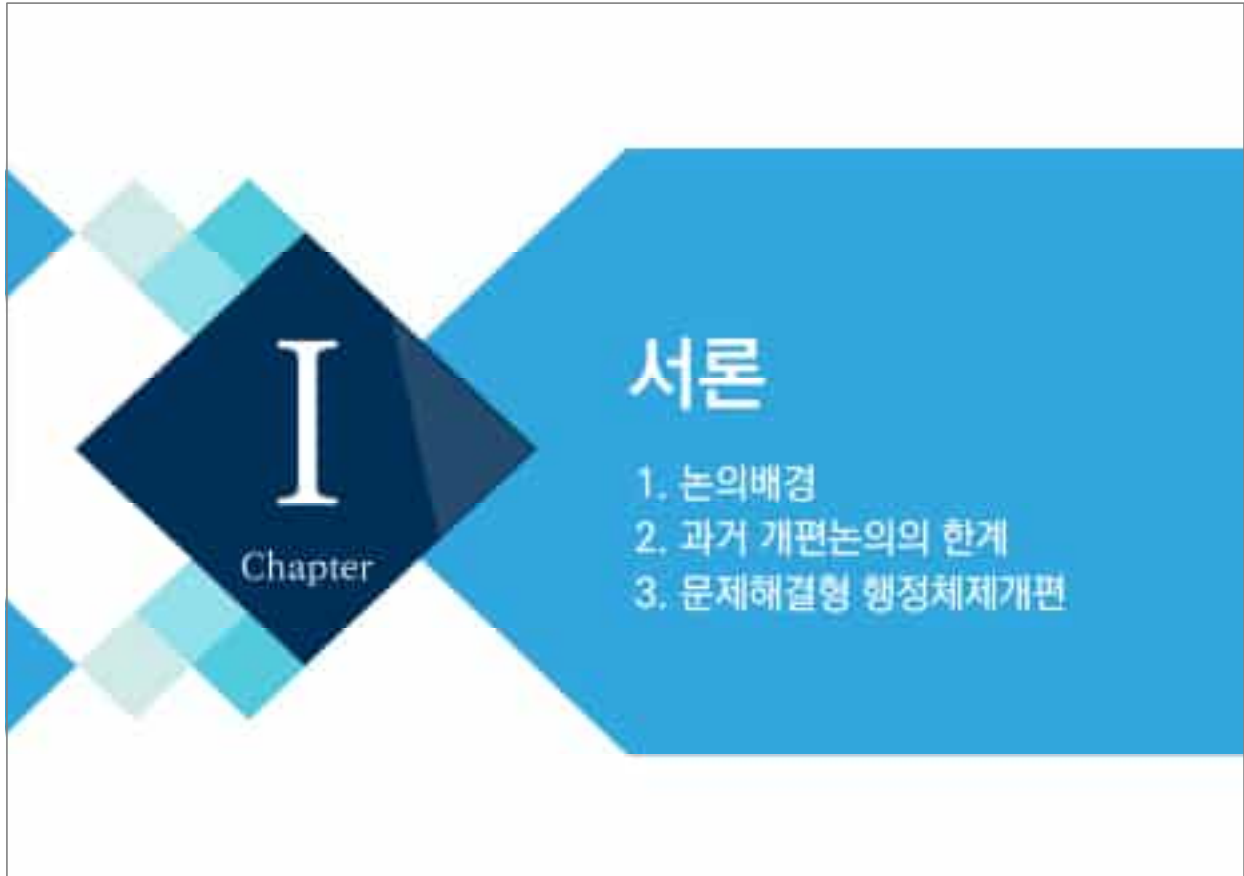 I
Chapter
서론
1. 논의배경
2. 과거 개편논의의 한계
3. 문제해결형 행정체제개편